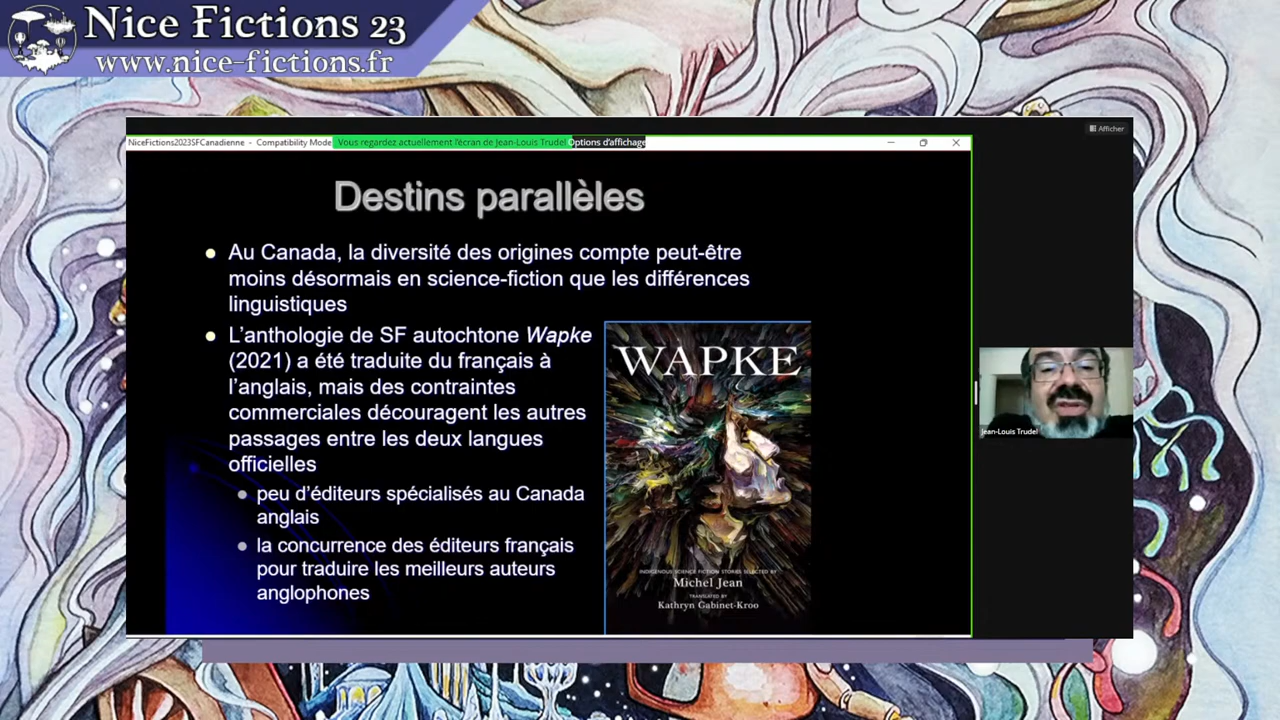 Nice Fictions 23
www.nice-fictions.fr
Afficher
NiceFictions2023SFCanadienne - Compatibility Mode
Vous regardez actuellement l'écran de Jean-Louis Trudel
Options d'affichage
Destins parallèles
Au Canada, la diversité des origines compte peut-être
moins désormais en science-fiction que les différences
linguistiques
L'anthologie de SF autochtone Wapke
(2021) a été traduite du français à
l'anglais, mais des contraintes
commerciales découragent les autres
passages entre les deux langues
officielles
peu d'éditeurs spécialisés au Canada
anglais
la concurrence des éditeurs français
pour traduire les meilleurs auteurs
anglophones
WAPKE
INDIGENOUS SCIENCE FICTION STORIES SELECTED BY
Michel Jean
TRANSLATED BY
Kathryn Gabinet-Kroo
Jean-Louis Trudel